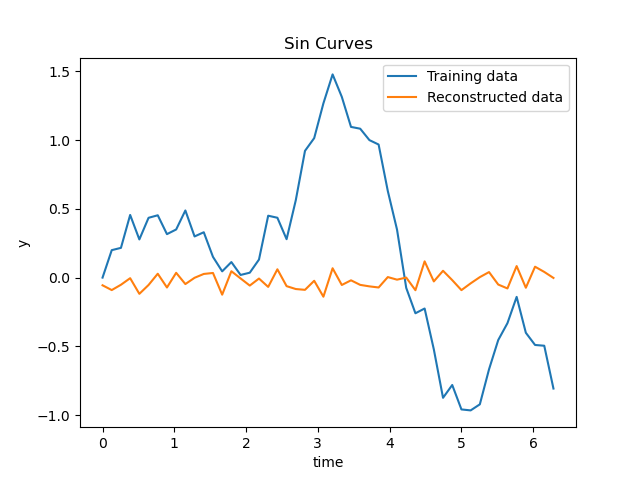 Sin Curves
Training data
Reconstructed data
1.5
1.0
0.5
0.0
−0.5
−1.0
y
0 1 2 3 4 5 6
time